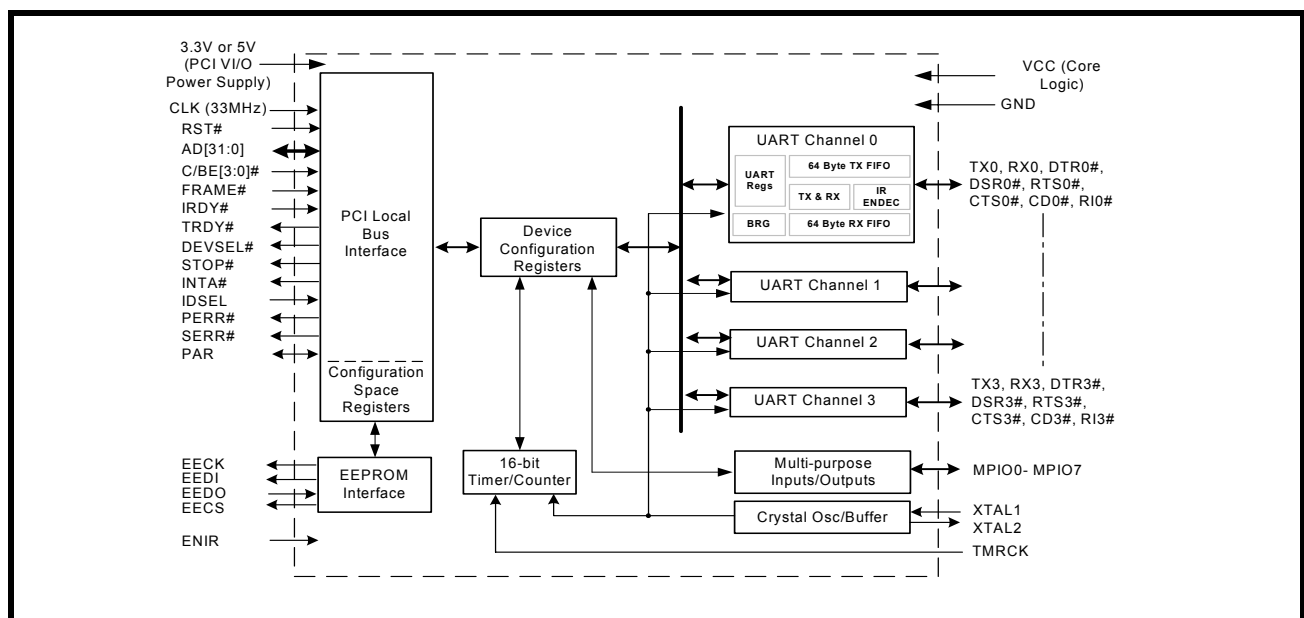 3.3V or 5V
(PCI VI/O
Power Supply)
CLK (33MHz)
RST#
AD[31:0]
C/BE[3:0]#
FRAME#
IRDY#
TRDY#
DEVSEL#
STOP#
INTA#
IDSEL
PERR#
SERR#
PAR
EECK
EEDI
EEDO
EECS
ENIR
PCI Local
Bus
Interface
Configuration
Space
Registers
EEPROM
Interface
Device
Configuration
Registers
16-bit
Timer/Counter
UART Channel 0
UART
Regs
64 Byte TX FIFO
TX & RX
IR
ENDEC
BRG
64 Byte RX FIFO
UART Channel 1
UART Channel 2
UART Channel 3
Multi-purpose
Inputs/Outputs
Crystal Osc/Buffer
VCC (Core
Logic)
GND
TX0, RX0, DTR0#,
DSR0#, RTS0#,
CTS0#, CD0#, RI0#
TX3, RX3, DTR3#,
DSR3#, RTS3#,
CTS3#, CD3#, RI3#
MPIO0- MPIO7
XTAL1
XTAL2
TMRCK